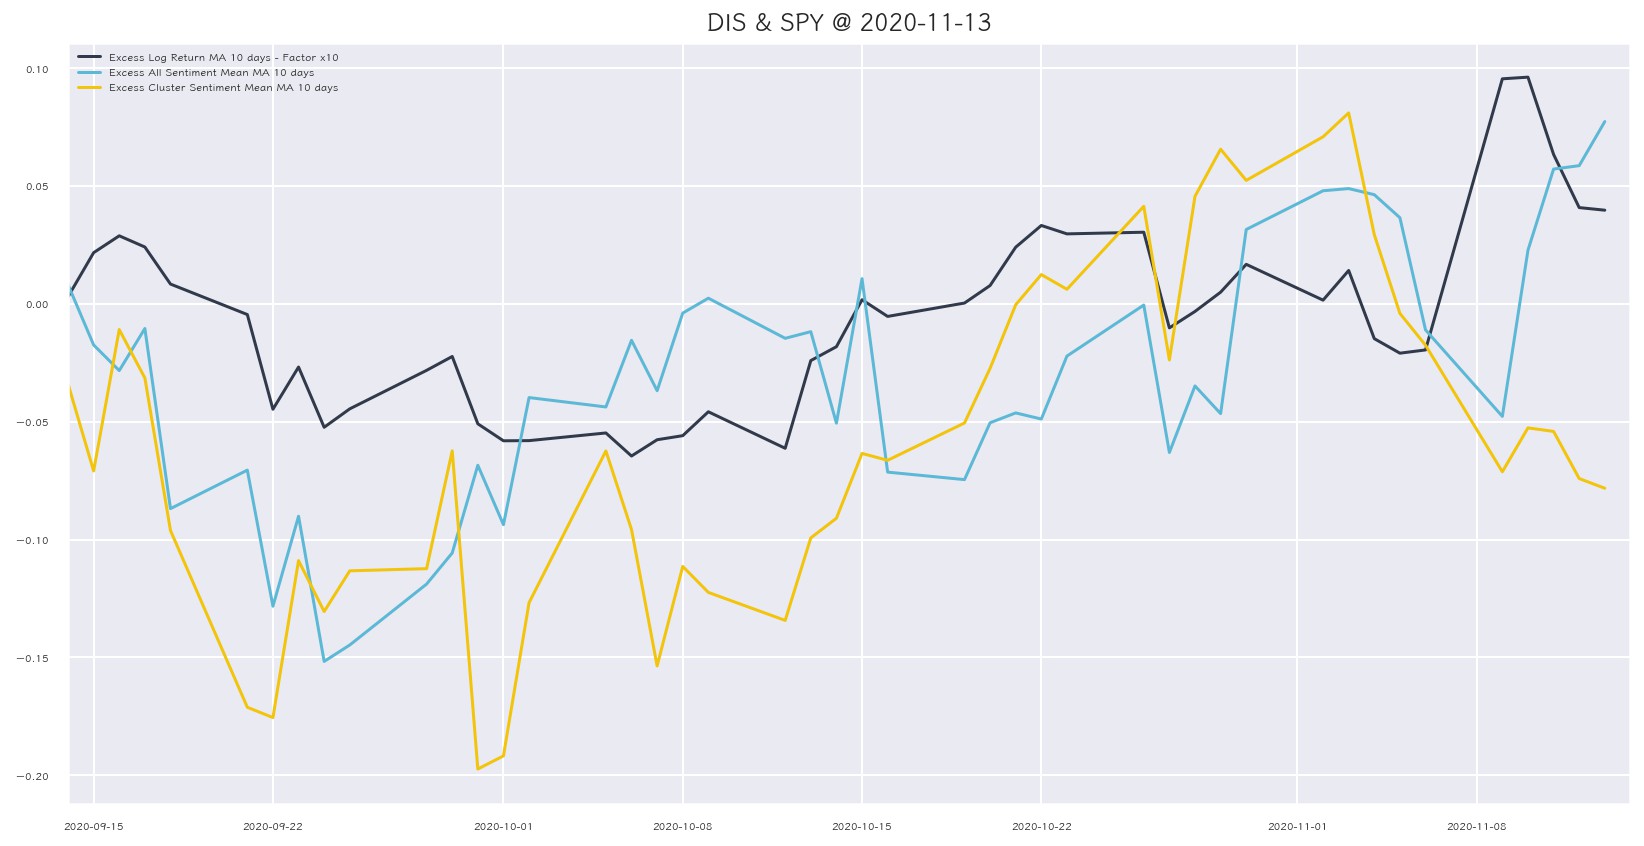 DIS & SPY @ 2020-11-13
Excess Log Return MA 10 days - Factor x10
Excess All Sentiment Mean MA 10 days
Excess Cluster Sentiment Mean MA 10 days
0.10
0.05
0.00
−0.05
−0.10
−0.15
−0.20
2020-09-15 2020-09-22 2020-10-01 2020-10-08 2020-10-15 2020-10-22 2020-11-01 2020-11-08